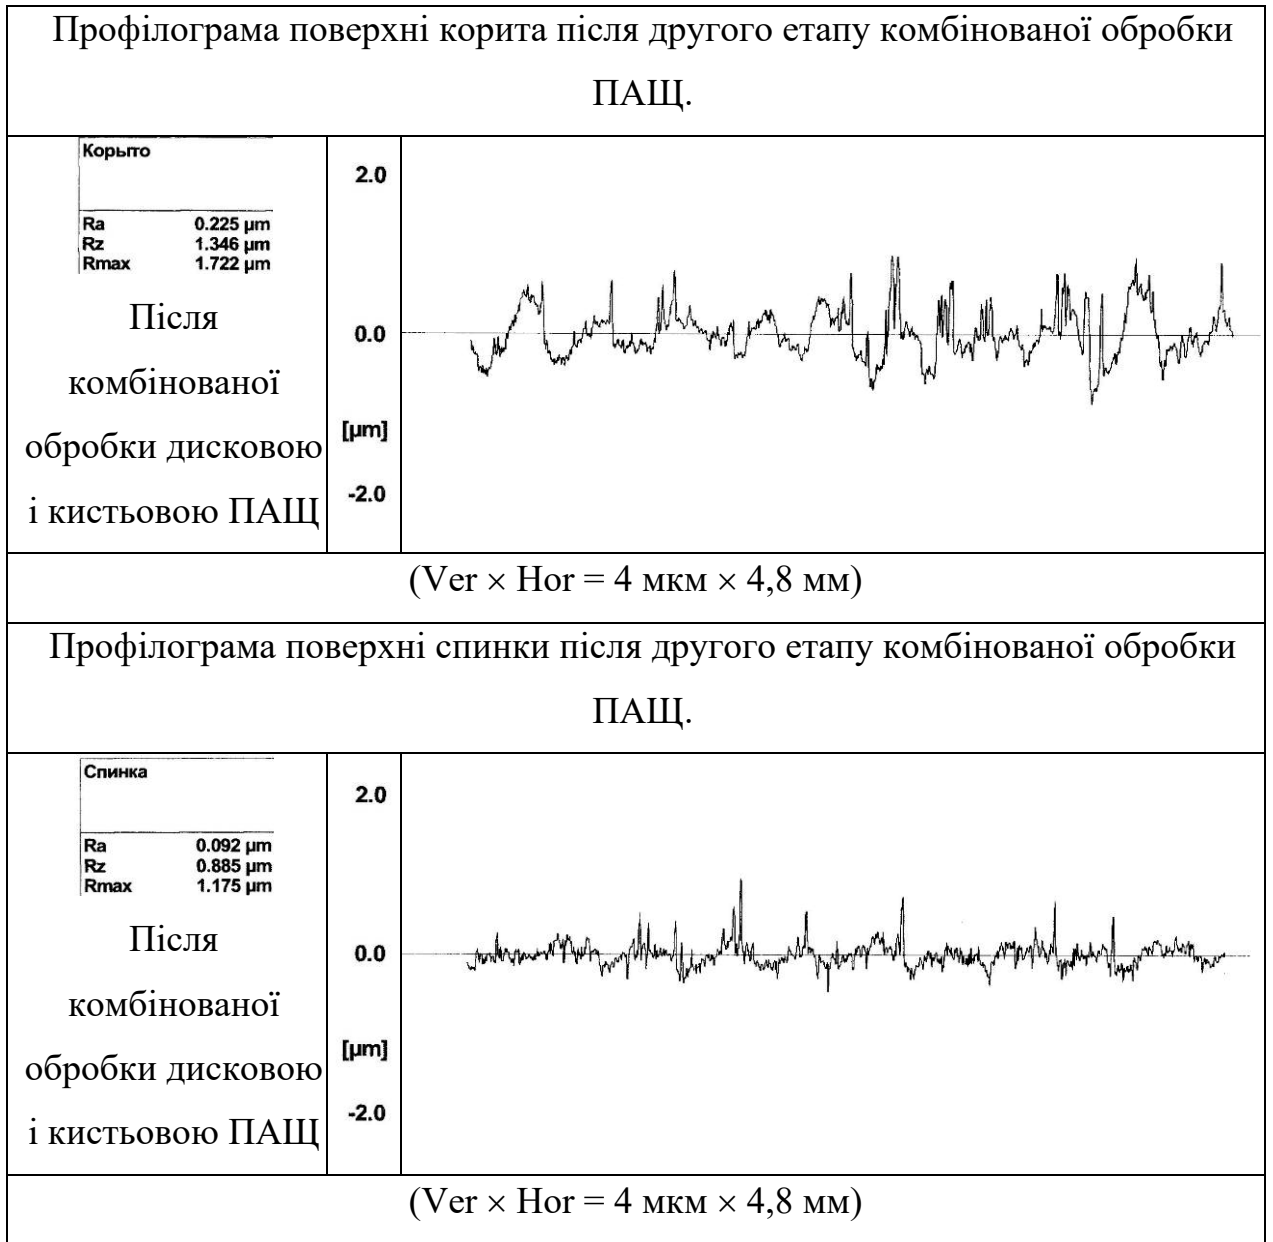 Профілограма поверхні корита після другого етапу комбінованої обробки
ПАЩ.
Корыто
Ra 0.225 µm
Rz 1.346 µm
Rmax 1.722 µm
Після
комбінованої
обробки дисковою
і кистьовою ПАЩ
2.0
0.0
[µm]
-2.0
(Ver × Hor = 4 мкм × 4,8 мм)
Профілограма поверхні спинки після другого етапу комбінованої обробки
ПАЩ.
Спинка
Ra 0.092 µm
Rz 0.885 µm
Rmax 1.175 µm
Після
комбінованої
обробки дисковою
і кистьовою ПАЩ
2.0
0.0
[µm]
-2.0
(Ver × Hor = 4 мкм × 4,8 мм)